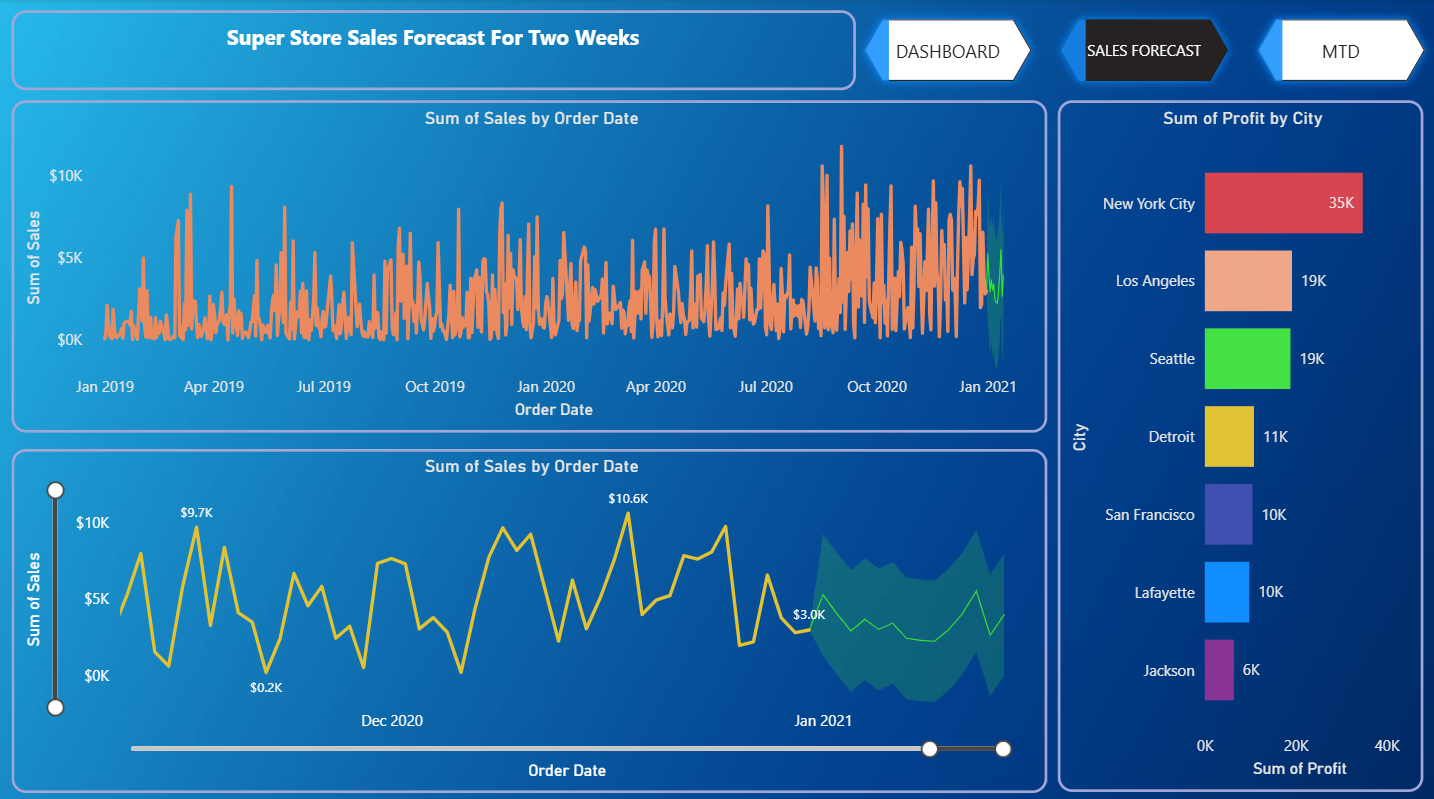 Super Store Sales Forecast For Two Weeks
DASHBOARD
SALES FORECAST
MTD
Sum of Sales by Order Date
Sum of Sales
$10K
$5K
$0K
Jan 2019 Apr 2019 Jul 2019 Oct 2019 Jan 2020 Apr 2020 Jul 2020 Oct 2020 Jan 2021
Order Date
Sum of Sales by Order Date
Sum of Sales
$10K
$5K
$0K
$9.7K
$0.2K
$10.6K
$3.0K
Dec 2020 Jan 2021
Order Date
Sum of Profit by City
City
New York City 35K
Los Angeles 19K
Seattle 19K
Detroit 11K
San Francisco 10K
Lafayette 10K
Jackson 6K
0K 20K 40K
Sum of Profit